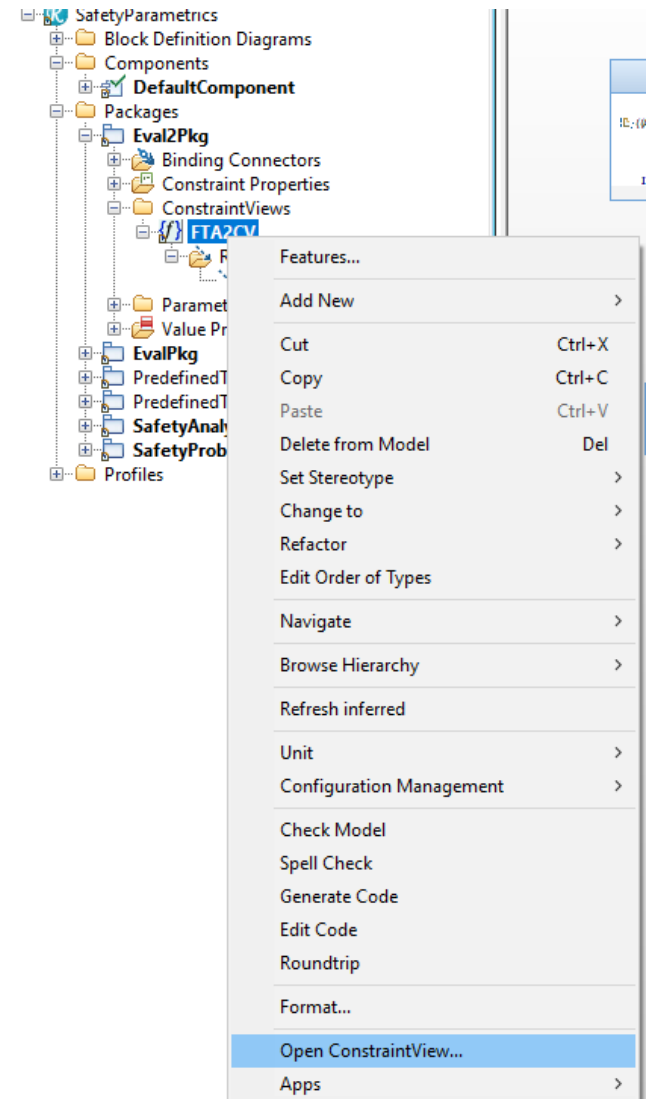 SafetyParametrics
Block Definition Diagrams
Components
DefaultComponent
Packages
Eval2Pkg
Binding Connectors
Constraint Properties
ConstraintViews
FTA2CV
R
Paramet
Value Pr
EvalPkg
PredefinedT
PredefinedT
SafetyAnaly
SafetyProb
Profiles
Features...
Add New
Cut Ctrl+X
Copy Ctrl+C
Paste Ctrl+V
Delete from Model Del
Set Stereotype
Change to
Refactor
Edit Order of Types
Navigate
Browse Hierarchy
Refresh inferred
Unit
Configuration Management
Check Model
Spell Check
Generate Code
Edit Code
Roundtrip
Format...
Open ConstraintView...
Apps